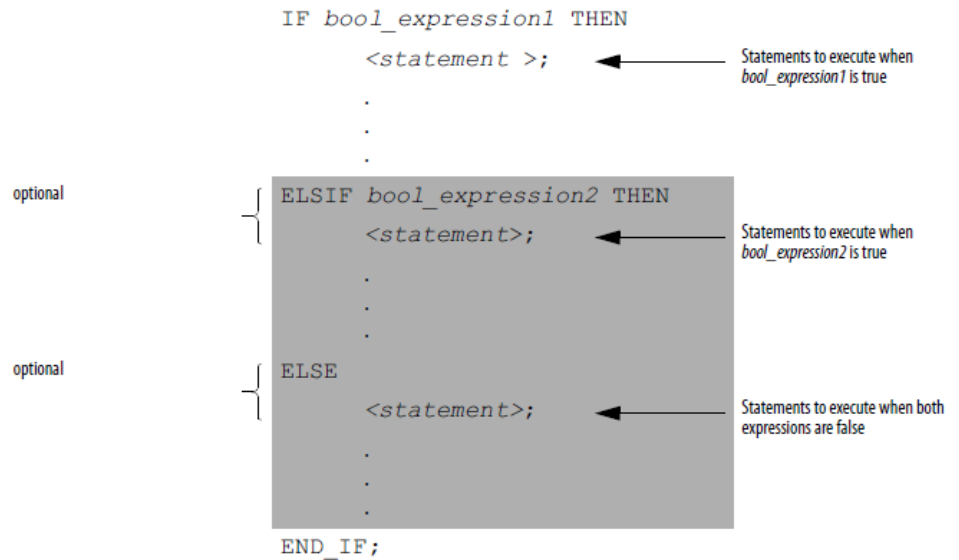 IF bool_expression1 THEN
<statement >;
Statements to execute when
bool_expression1 is true
.
.
.
optional
ELSIF bool_expression2 THEN
<statement>;
Statements to execute when
bool_expression2 is true
.
.
.
optional
ELSE
<statement>;
Statements to execute when both
expressions are false
.
.
.
END_IF;